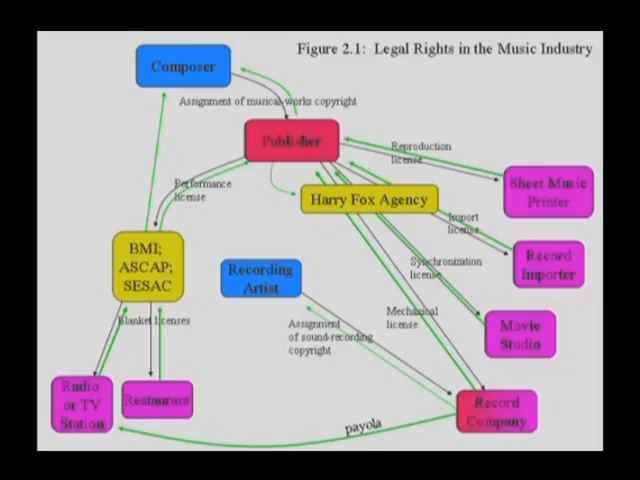 Figure 2.1: Legal Rights in the Music Industry
Composer
Assignment of musical-works copyright
Publisher
Reproduction
license
Performance
license
Harry Fox Agency
Sheet Music
Printer
Import
license
BMI;
ASCAP;
SESAC
Recording
Artist
Synchronization
license
Record
Importer
Blanket licenses
Assignment
of sound-recording
copyright
Mechanical
license
Movie
Studio
Radio
or TV
Station
Restaurant
Record
Company
payola